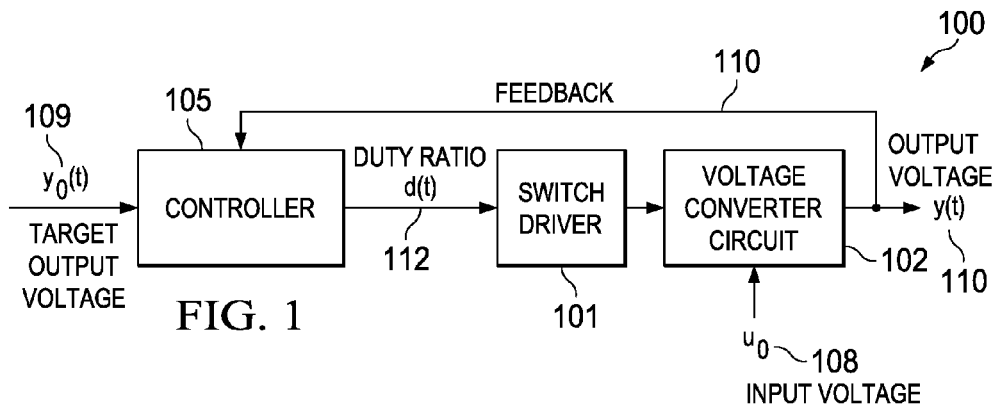 100
110
FEEDBACK
109
y0(t)
TARGET
OUTPUT
VOLTAGE
105
CONTROLLER
DUTY RATIO
d(t)
112
SWITCH
DRIVER
101
VOLTAGE
CONVERTER
CIRCUIT
102
OUTPUT
VOLTAGE
y(t)
110
u0
108
INPUT VOLTAGE
FIG. 1